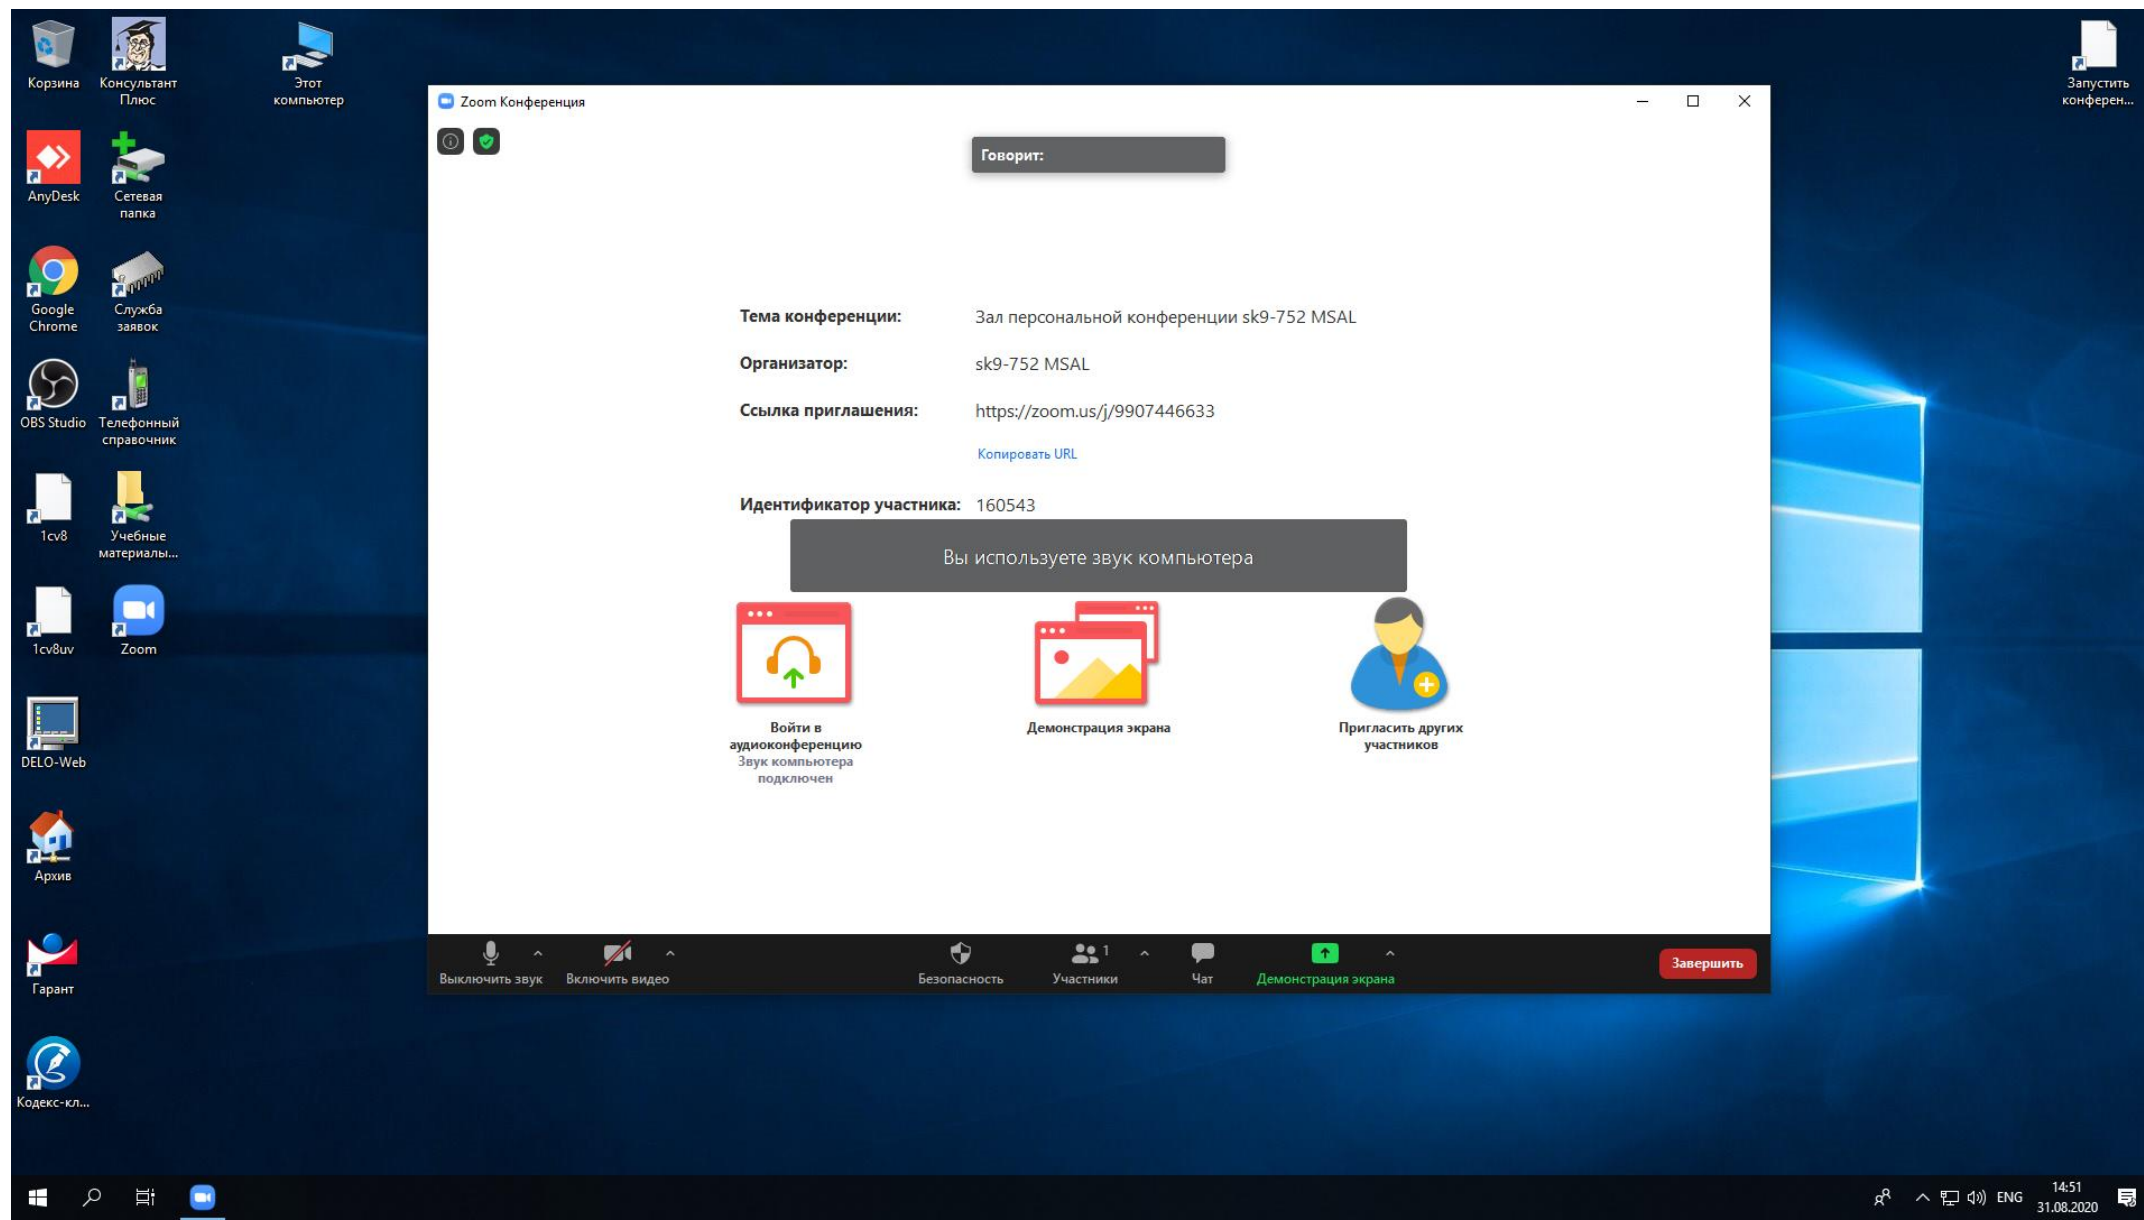 Корзина
Консультант
Плюс
Этот
компьютер
Запустить
конферен...
AnyDesk
Сетевая
папка
Google
Chrome
Служба
заявок
OBS Studio
Телефонный
справочник
1cv8
Учебные
материалы...
1cv8uv
Zoom
DELO-Web
Архив
Гарант
Кодекс-кл...
Zoom Конференция
Говорит:
Тема конференции: Зал персональной конференции sk9-752 MSAL
Организатор: sk9-752 MSAL
Ссылка приглашения: https://zoom.us/j/9907446633
Копировать URL
Идентификатор участника: 160543
Вы используете звук компьютера
Войти в
аудиоконференцию
Звук компьютера
подключен
Демонстрация экрана
Пригласить других
участников
Выключить звук
Включить видео
Безопасность
1
Участники
Чат
Демонстрация экрана
Завершить
ENG
14:51
31.08.2020